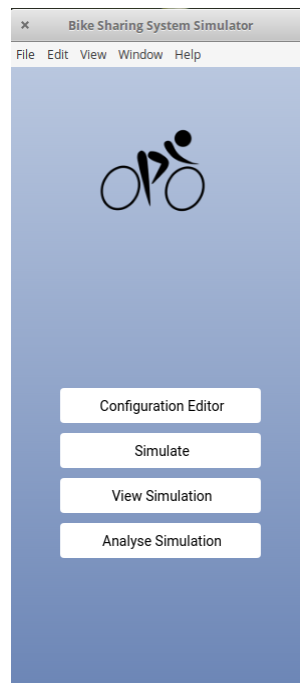 × Bike Sharing System Simulator
File Edit View Window Help
Configuration Editor
Simulate
View Simulation
Analyse Simulation